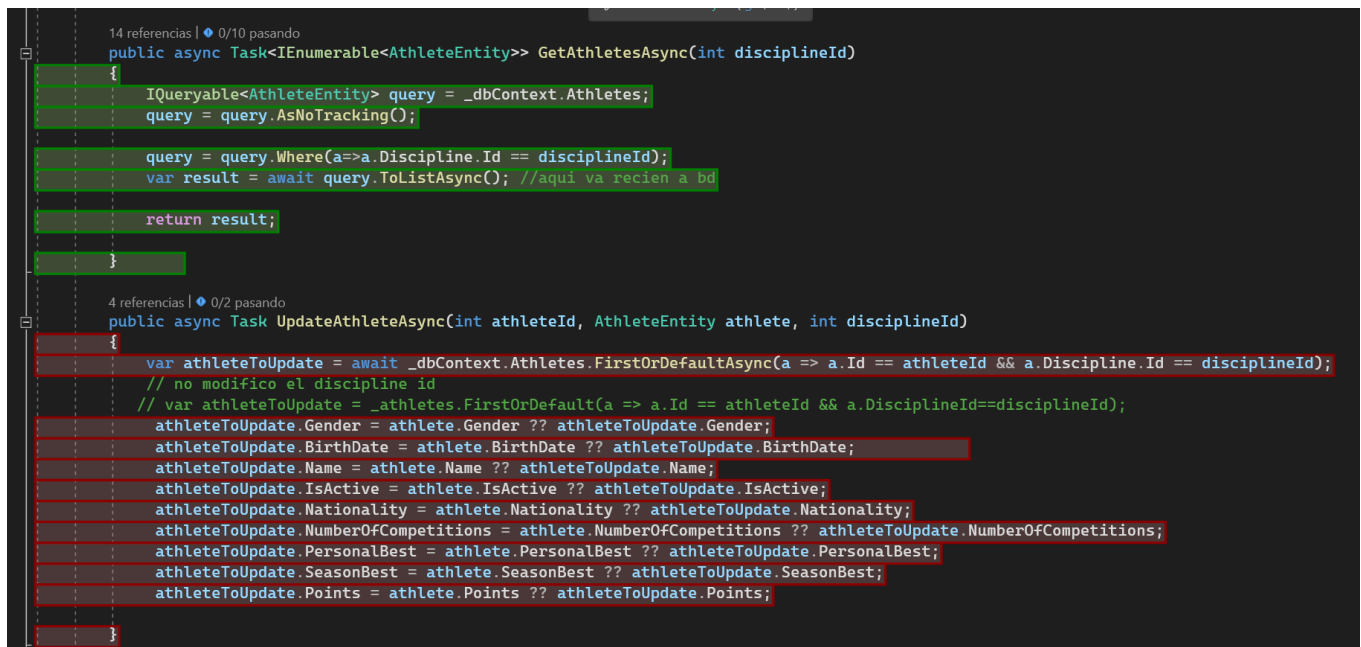 14 referencias | 0/10 pasando
public async Task<IEnumerable<AthleteEntity>> GetAthletesAsync(int disciplineId)
{
IQueryable<AthleteEntity> query = _dbContext.Athletes;
query = query.AsNoTracking();
query = query.Where(a=>a.Discipline.Id == disciplineId);
var result = await query.ToListAsync(); //aqui va recien a bd
return result;
}
4 referencias | 0/2 pasando
public async Task UpdateAthleteAsync(int athleteId, AthleteEntity athlete, int disciplineId)
{
var athleteToUpdate = await _dbContext.Athletes.FirstOrDefaultAsync(a => a.Id == athleteId && a.Discipline.Id == disciplineId);
// no modifico el discipline id
// var athleteToUpdate = _athletes.FirstOrDefault(a => a.Id == athleteId && a.DisciplineId==disciplineId);
athleteToUpdate.Gender = athlete.Gender ?? athleteToUpdate.Gender;
athleteToUpdate.BirthDate = athlete.BirthDate ?? athleteToUpdate.BirthDate;
athleteToUpdate.Name = athlete.Name ?? athleteToUpdate.Name;
athleteToUpdate.IsActive = athlete.IsActive ?? athleteToUpdate.IsActive;
athleteToUpdate.Nationality = athlete.Nationality ?? athleteToUpdate.Nationality;
athleteToUpdate.NumberOfCompetitions = athlete.NumberOfCompetitions ?? athleteToUpdate.NumberOfCompetitions;
athleteToUpdate.PersonalBest = athlete.PersonalBest ?? athleteToUpdate.PersonalBest;
athleteToUpdate.SeasonBest = athlete.SeasonBest ?? athleteToUpdate.SeasonBest;
athleteToUpdate.Points = athlete.Points ?? athleteToUpdate.Points;
}